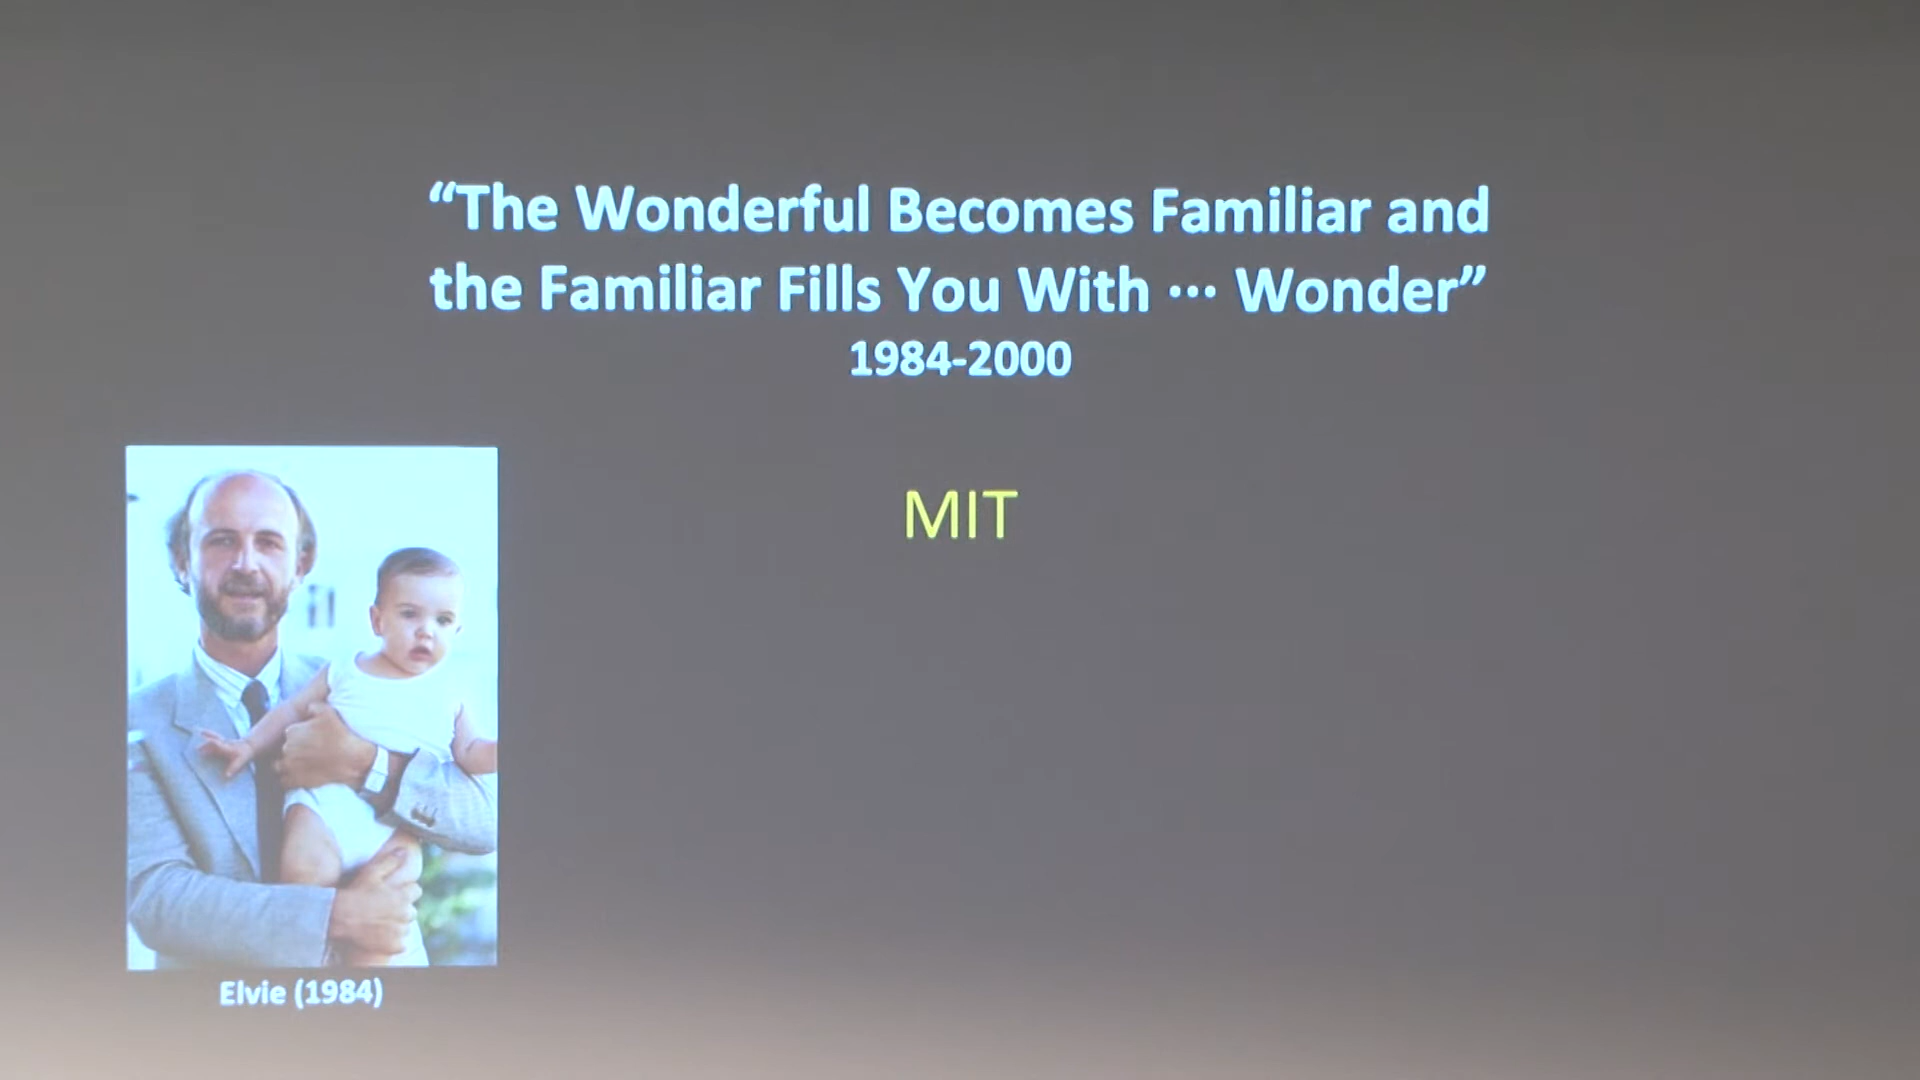 “The Wonderful Becomes Familiar and
the Familiar Fills You With ··· Wonder”
1984-2000
MIT
Elvie (1984)